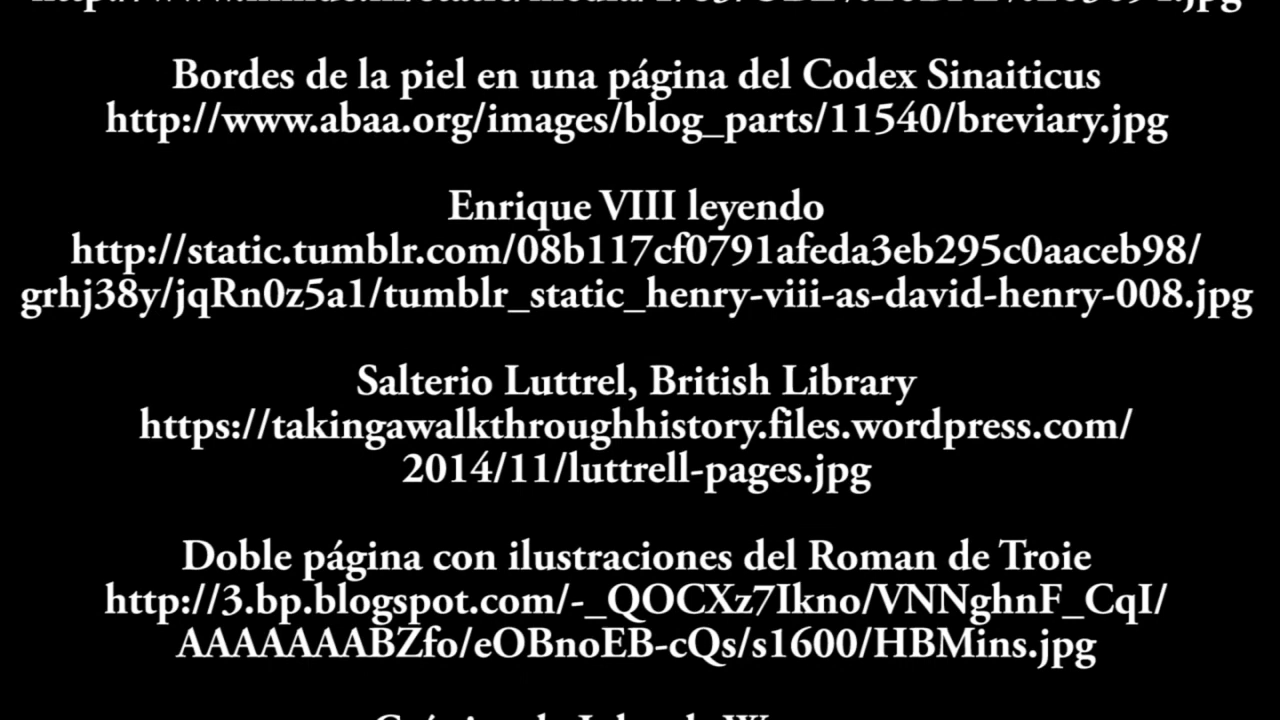 Bordes de la piel en una página del Codex Sinaiticus
http://www.abaa.org/images/blog_parts/11540/breviary.jpg
Enrique VIII leyendo
http://static.tumblr.com/08b117cf0791afeda3eb295c0aaceb98/
grhj38y/jqRn0z5a1/tumblr_static_henry-viii-as-david-henry-008.jpg
Salterio Luttrel, British Library
https://takingawalkthroughhistory.files.wordpress.com/
2014/11/luttrell-pages.jpg
Doble página con ilustraciones del Roman de Troie
http://3.bp.blogspot.com/-_QOCXz7Ikno/VNNghnF_CqI/
AAAAAAABZfo/eOBnoEB-cQs/s1600/HBMins.jpg